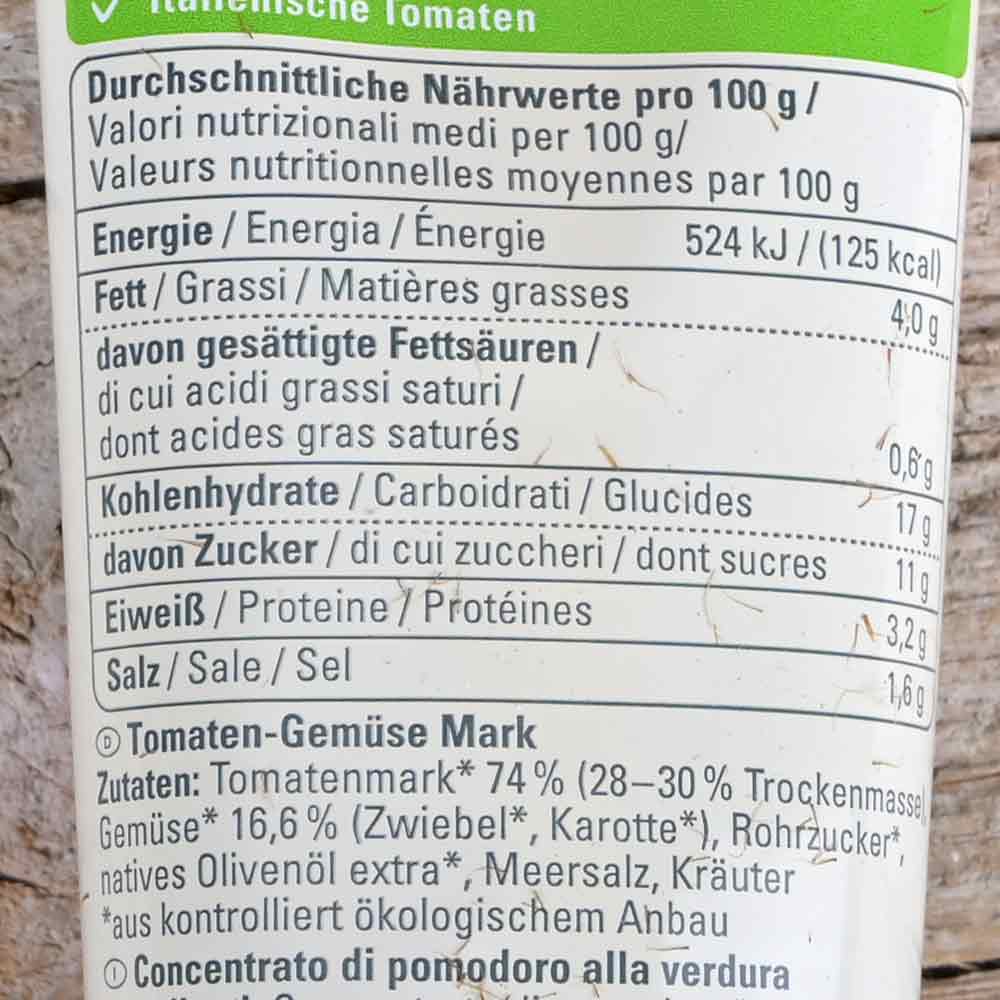 Italienische Tomaten
Durchschnittliche Nährwerte pro 100 g /
Valori nutrizionali medi per 100 g/
Valeurs nutritionnelles moyennes par 100 g
Energie / Energia / Énergie 524 kJ / (125 kcal)
Fett / Grassi / Matières grasses 4,0 g
davon gesättigte Fettsäuren /
di cui acidi grassi saturi /
dont acides gras saturés 0,6 g
Kohlenhydrate / Carboidrati / Glucides 17 g
davon Zucker / di cui zuccheri / dont sucres 11 g
Eiweiß / Proteine / Protéines 3,2 g
Salz / Sale / Sel 1,6 g
D Tomaten-Gemüse Mark
Zutaten: Tomatenmark* 74 % (28–30 % Trockenmasse)
Gemüse* 16,6 % (Zwiebel*, Karotte*), Rohrzucker*,
natives Olivenöl extra*, Meersalz, Kräuter
*aus kontrolliert ökologischem Anbau
I Concentrato di pomodoro alla verdura